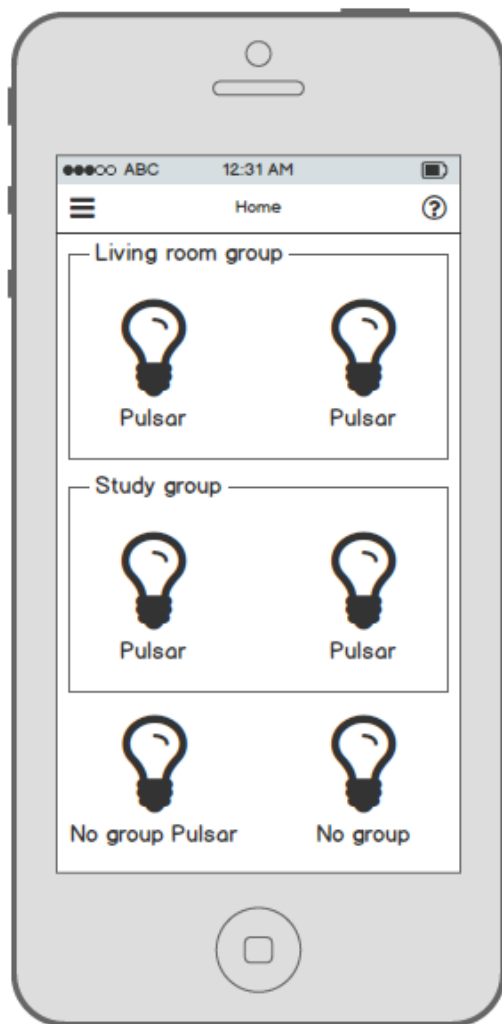 ABC 12:31 AM
Home ?
Living room group
Pulsar Pulsar
Study group
Pulsar Pulsar
No group Pulsar No group